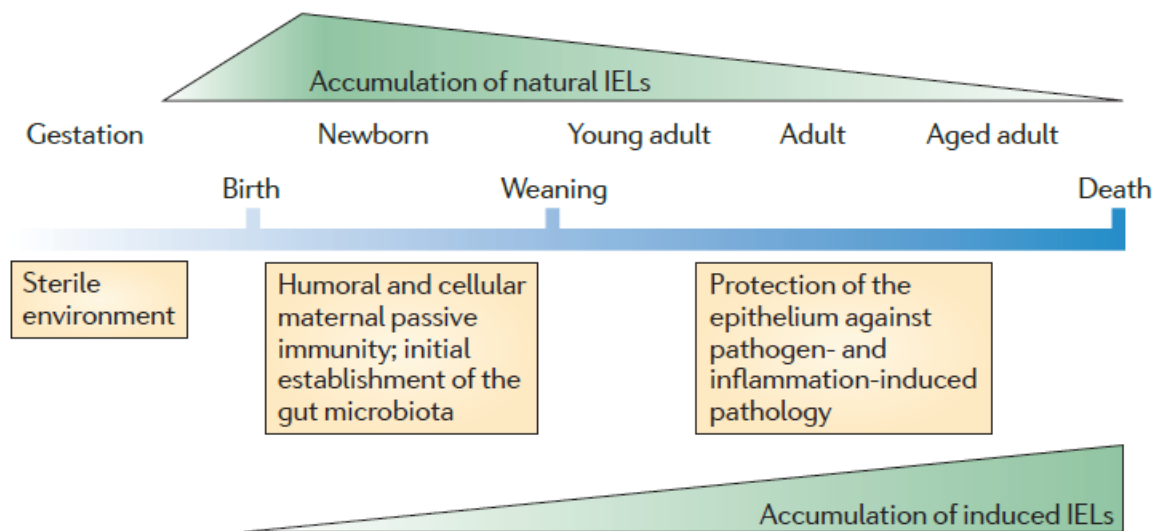 Accumulation of natural IELs
Gestation
Newborn
Young adult
Adult
Aged adult
Birth
Weaning
Death
Sterile
environment
Humoral and cellular
maternal passive
immunity; initial
establishment of the
gut microbiota
Protection of the
epithelium against
pathogen- and
inflammation-induced
pathology
Accumulation of induced IELs